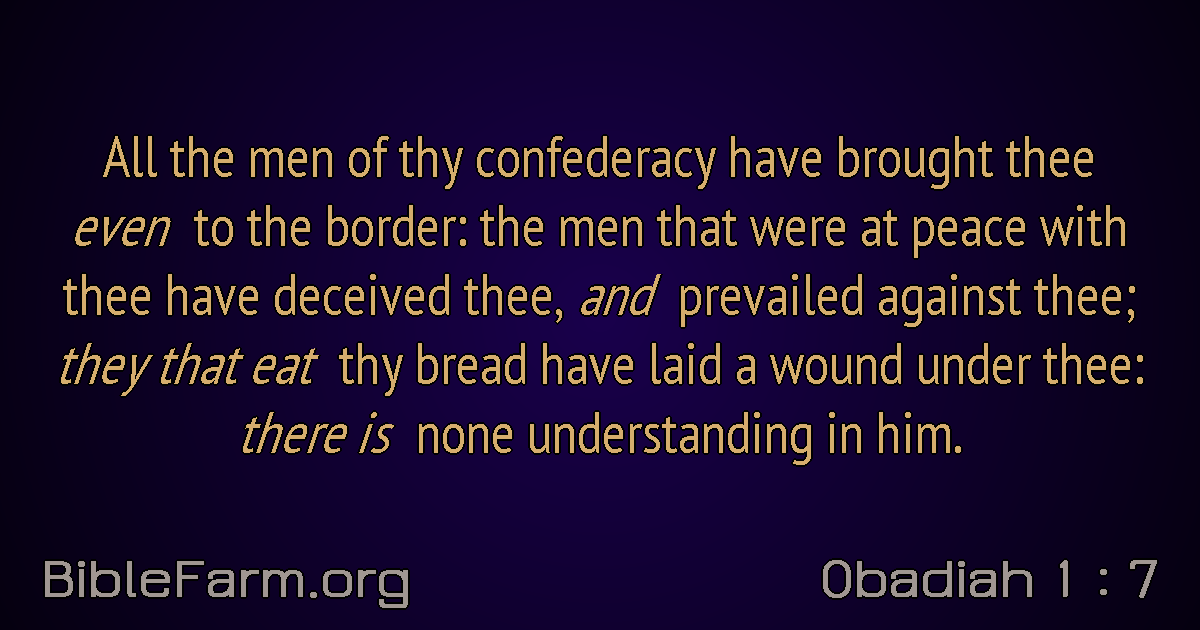 All the men of thy confederacy have brought thee
even to the border: the men that were at peace with
thee have deceived thee, and prevailed against thee;
they that eat thy bread have laid a wound under thee:
there is none understanding in him.
BibleFarm.org
Obadiah 1 : 7